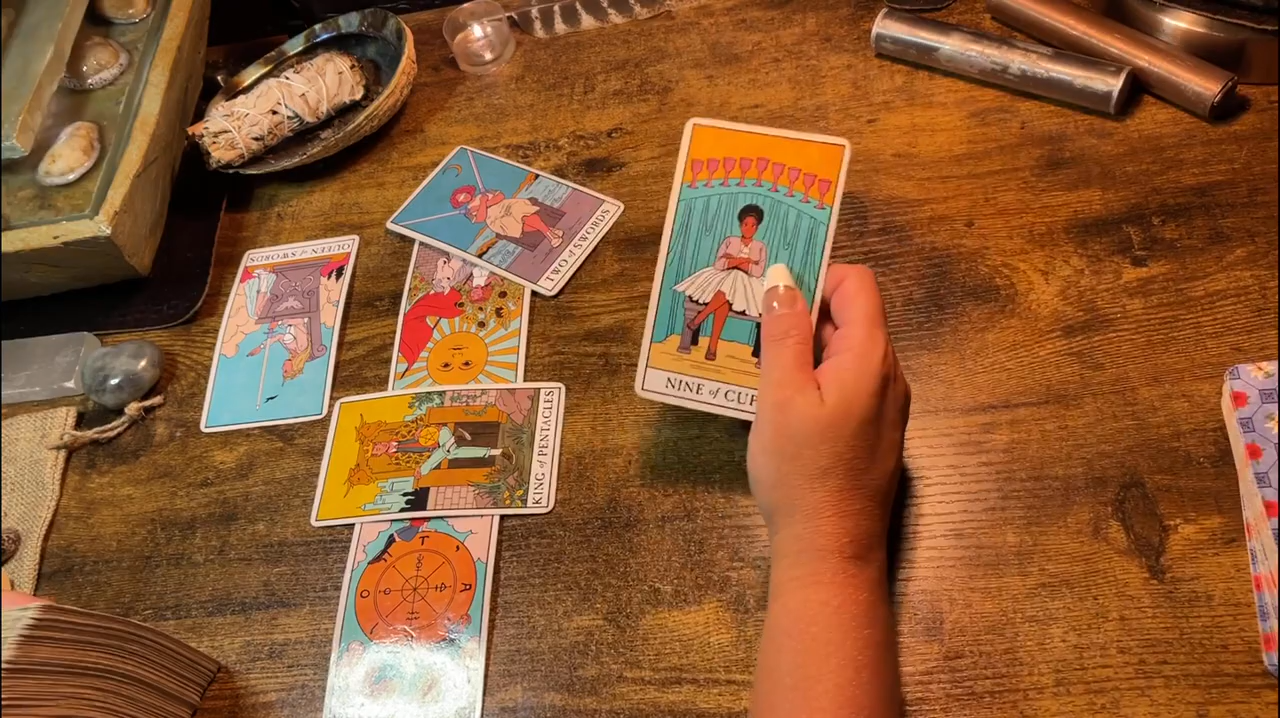 QUEEN of SWORDS
TWO of SWORDS
NINE of CUP
KING of PENTACLES
T
A
O